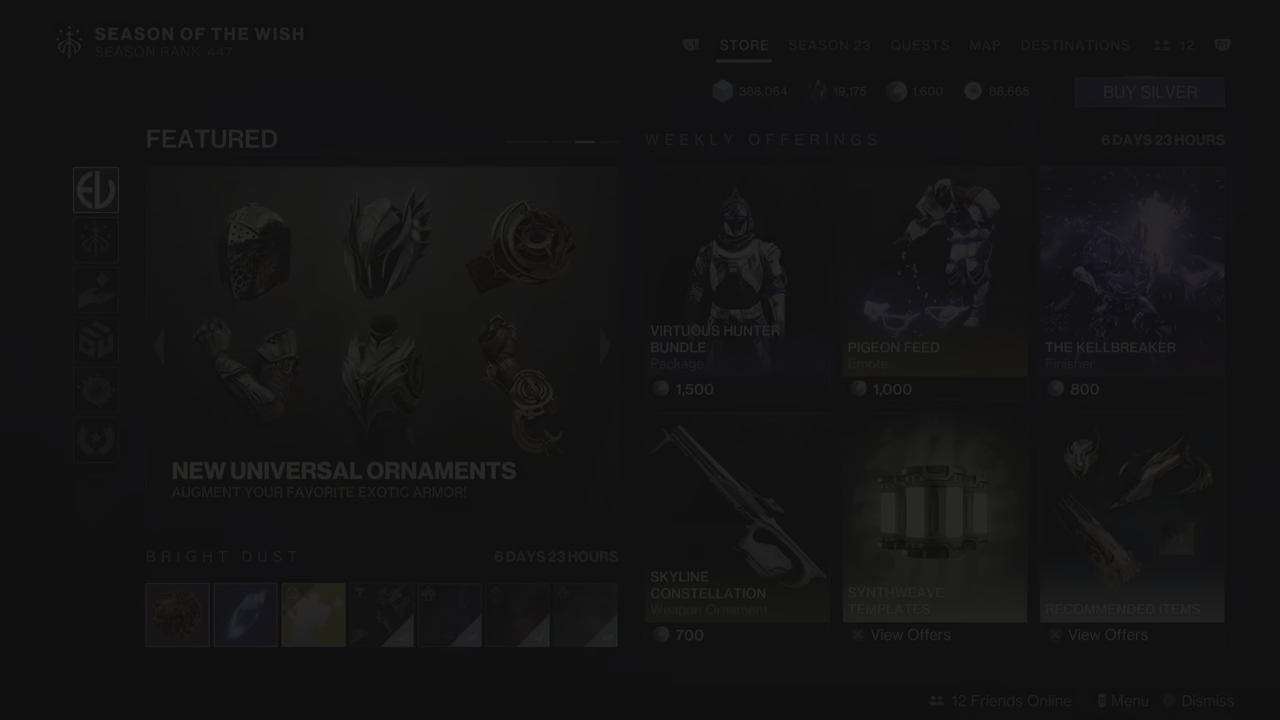 SEASON OF THE WISH
SEASON RANK 447
STORE SEASON 23 QUESTS MAP DESTINATIONS 12
388,064 19,175 1,600 88,665 BUY SILVER
FEATURED
WEEKLY OFFERINGS 6 DAYS 23 HOURS
VIRTUOUS HUNTER
BUNDLE
Package
1,500
PIGEON FEED
Emote
1,000
THE KELLBREAKER
Finisher
800
NEW UNIVERSAL ORNAMENTS
AUGMENT YOUR FAVORITE EXOTIC ARMOR!
SKYLINE
CONSTELLATION
Weapon Ornament
700
SYNTHWEAVE
TEMPLATES
View Offers
RECOMMENDED ITEMS
View Offers
BRIGHT DUST 6 DAYS 23 HOURS
12 Friends Online Menu Dismiss